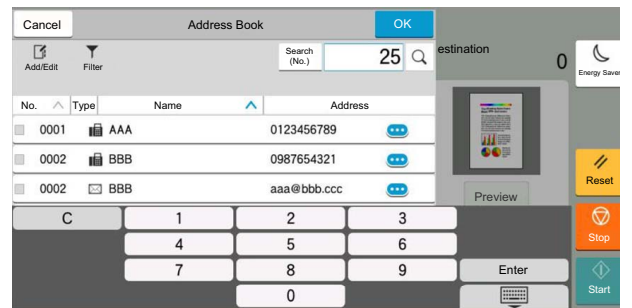 Cancel Address Book OK
Add/Edit Filter Search (No.) 25 estination 0 Energy Saver
No. Type Name Address
0001 AAA 0123456789
0002 BBB 0987654321
0002 BBB aaa@bbb.ccc
Preview
Reset
C 1 2 3
Stop
4 5 6
7 8 9 Enter
Start
0